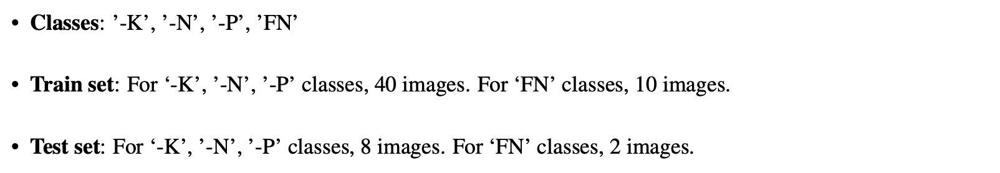 • Classes: ’-K’, ’-N’, ’-P’, ’FN’
• Train set: For ‘-K’, ’-N’, ’-P’ classes, 40 images. For ‘FN’ classes, 10 images.
• Test set: For ‘-K’, ’-N’, ’-P’ classes, 8 images. For ‘FN’ classes, 2 images.